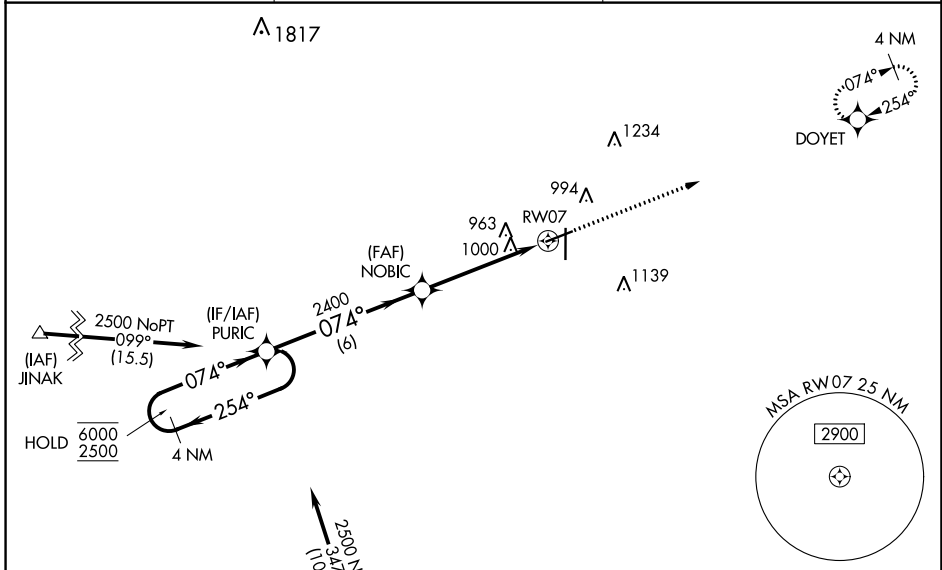 1817
4 NM
074°
254°
DOYET
1234
994
963
RW07
1000
(FAF)
NOBIC
1139
2400
074°
(6)
(IF/IAF)
PURIC
2500 NoPT
099°
(15.5)
(IAF)
JINAK
074°
254°
HOLD
6000
2500
4 NM
MSA RW07 25 NM
2900
2500